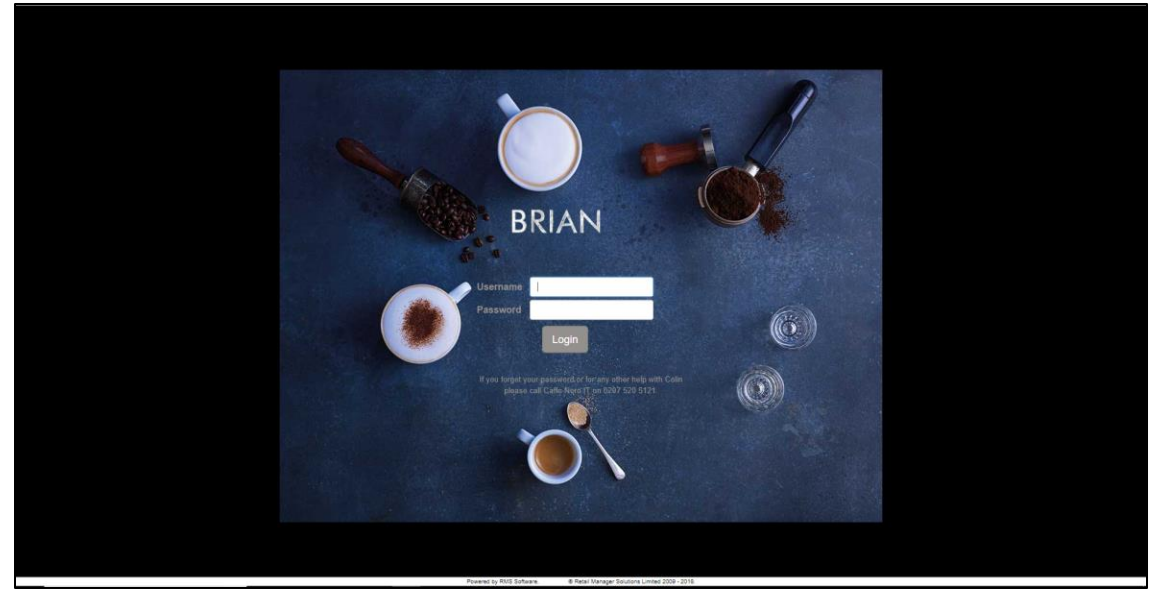 BRIAN
Username
Password
Login
If you forget your password or for any other help with Colin
please call Caffe Nero IT on 0207 520 5121
Powered by RMS Software. © Retail Manager Solutions Limited 2009 - 2016